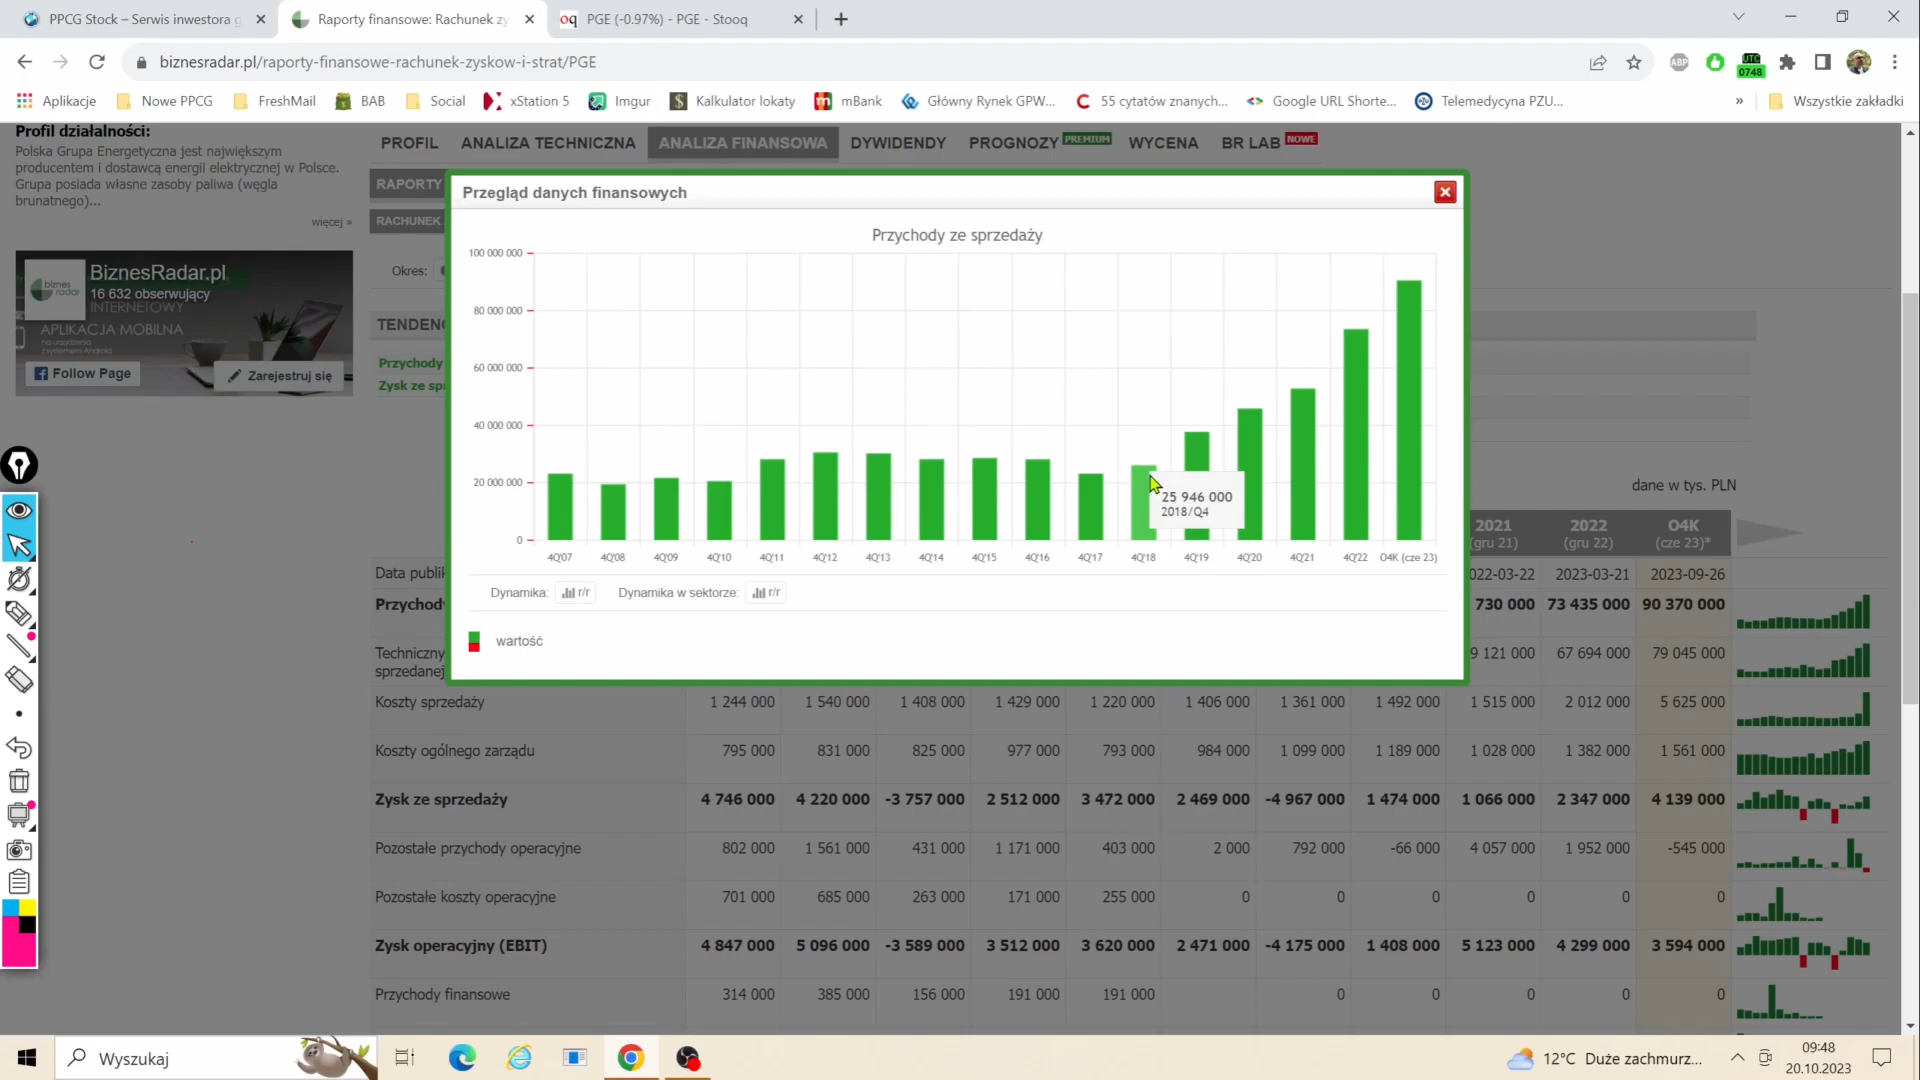 PPCG Stock – Serwis inwestora g
Raporty finansowe: Rachunek zy
PGE (-0.97%) - PGE - Stooq
biznesradar.pl/raporty-finansowe-rachunek-zyskow-i-strat/PGE
ABP
UTC
0748
Aplikacje
Nowe PPCG
FreshMail
BAB
Social
xStation 5
Imgur
Kalkulator lokaty
mBank
Główny Rynek GPW...
55 cytatów znanych...
Google URL Shorte...
Telemedycyna PZU...
»
Wszystkie zakładki
Profil działalności:
Polska Grupa Energetyczna jest największym
producentem i dostawcą energii elektrycznej w Polsce.
Grupa posiada własne zasoby paliwa (węgla
brunatnego)...
więcej »
biznes
radar
BiznesRadar.pl
16 632 obserwujący
INTERNETOWY
APLIKACJA MOBILNA
na urządzenia
z systemem Android
Follow Page
Zarejestruj się
PROFIL ANALIZA TECHNICZNA ANALIZA FINANSOWA DYWIDENDY PROGNOZY PREMIUM WYCENA BR LAB NOWE
RAPORTY
RACHUNEK
Okres:
TENDENC
Przychody
Zysk ze sp
Przegląd danych finansowych
Przychody ze sprzedaży
100 000 000
80 000 000
60 000 000
40 000 000
20 000 000
0
25 946 000
2018/Q4
4Q'07 4Q'08 4Q'09 4Q'10 4Q'11 4Q'12 4Q'13 4Q'14 4Q'15 4Q'16 4Q'17 4Q'18 4Q'19 4Q'20 4Q'21 4Q'22 O4K (cze 23)
Dynamika: r/r Dynamika w sektorze: r/r
wartość
dane w tys. PLN
2021 2022 O4K
(gru 21) (gru 22) (cze 23)*
Data publik 022-03-22 2023-03-21 2023-09-26
Przychody 730 000 73 435 000 90 370 000
Techniczny 9 121 000 67 694 000 79 045 000
sprzedanej
Koszty sprzedaży 1 244 000 1 540 000 1 408 000 1 429 000 1 220 000 1 406 000 1 361 000 1 492 000 1 515 000 2 012 000 5 625 000
Koszty ogólnego zarządu 795 000 831 000 825 000 977 000 793 000 984 000 1 099 000 1 189 000 1 028 000 1 382 000 1 561 000
Zysk ze sprzedaży 4 746 000 4 220 000 -3 757 000 2 512 000 3 472 000 2 469 000 -4 967 000 1 474 000 1 066 000 2 347 000 4 139 000
Pozostałe przychody operacyjne 802 000 1 561 000 431 000 1 171 000 403 000 2 000 792 000 -66 000 4 057 000 1 952 000 -545 000
Pozostałe koszty operacyjne 701 000 685 000 263 000 171 000 255 000 0 0 0 0 0 0
Zysk operacyjny (EBIT) 4 847 000 5 096 000 -3 589 000 3 512 000 3 620 000 2 471 000 -4 175 000 1 408 000 5 123 000 4 299 000 3 594 000
Przychody finansowe 314 000 385 000 156 000 191 000 191 000 0 0 0 0 0
Wyszukaj
12°C Duże zachmurz...
09:48
20.10.2023